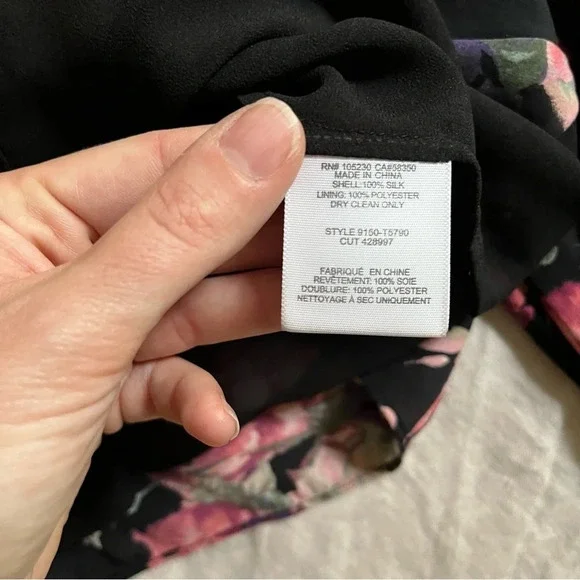 RN# 105230 CA#58350
MADE IN CHINA
SHELL: 100% SILK
LINING: 100% POLYESTER
DRY CLEAN ONLY
STYLE 9150-T5790
CUT 428997
FABRIQUÉ EN CHINE
REVÊTEMENT: 100% SOIE
DOUBLURE: 100% POLYESTER
NETTOYAGE À SEC UNIQUEMENT